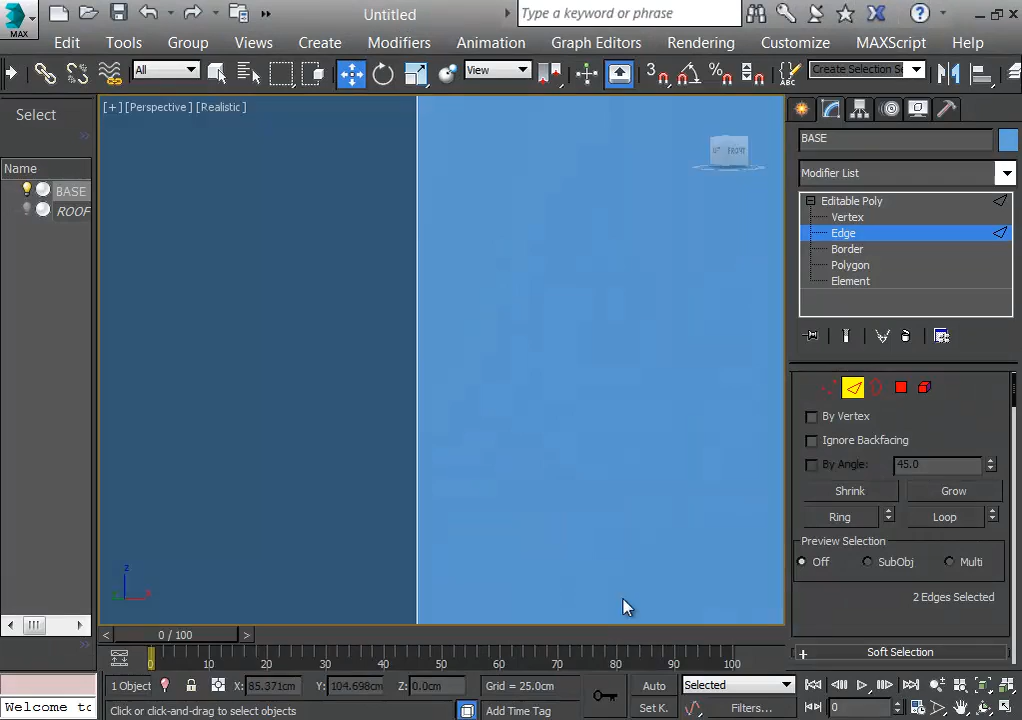 MAX
Untitled
Type a keyword or phrase
Edit Tools Group Views Create Modifiers Animation Graph Editors Rendering Customize MAXScript Help
All
View
3
Create Selection Se
[+] [Perspective] [Realistic]
Select
Name
BASE
ROOF
FRONT
BASE
Modifier List
Editable Poly
Vertex
Edge
Border
Polygon
Element
By Vertex
Ignore Backfacing
By Angle: 45.0
Shrink Grow
Ring Loop
Preview Selection
Off SubObj Multi
2 Edges Selected
Soft Selection
z
0 / 100
0 10 20 30 40 50 60 70 80 90 100
1 Object X: 85.371cm Y: 104.698cm Z: 0.0cm Grid = 25.0cm Auto Selected
Welcome to Click or click-and-drag to select objects Add Time Tag Set K. Filters... 0